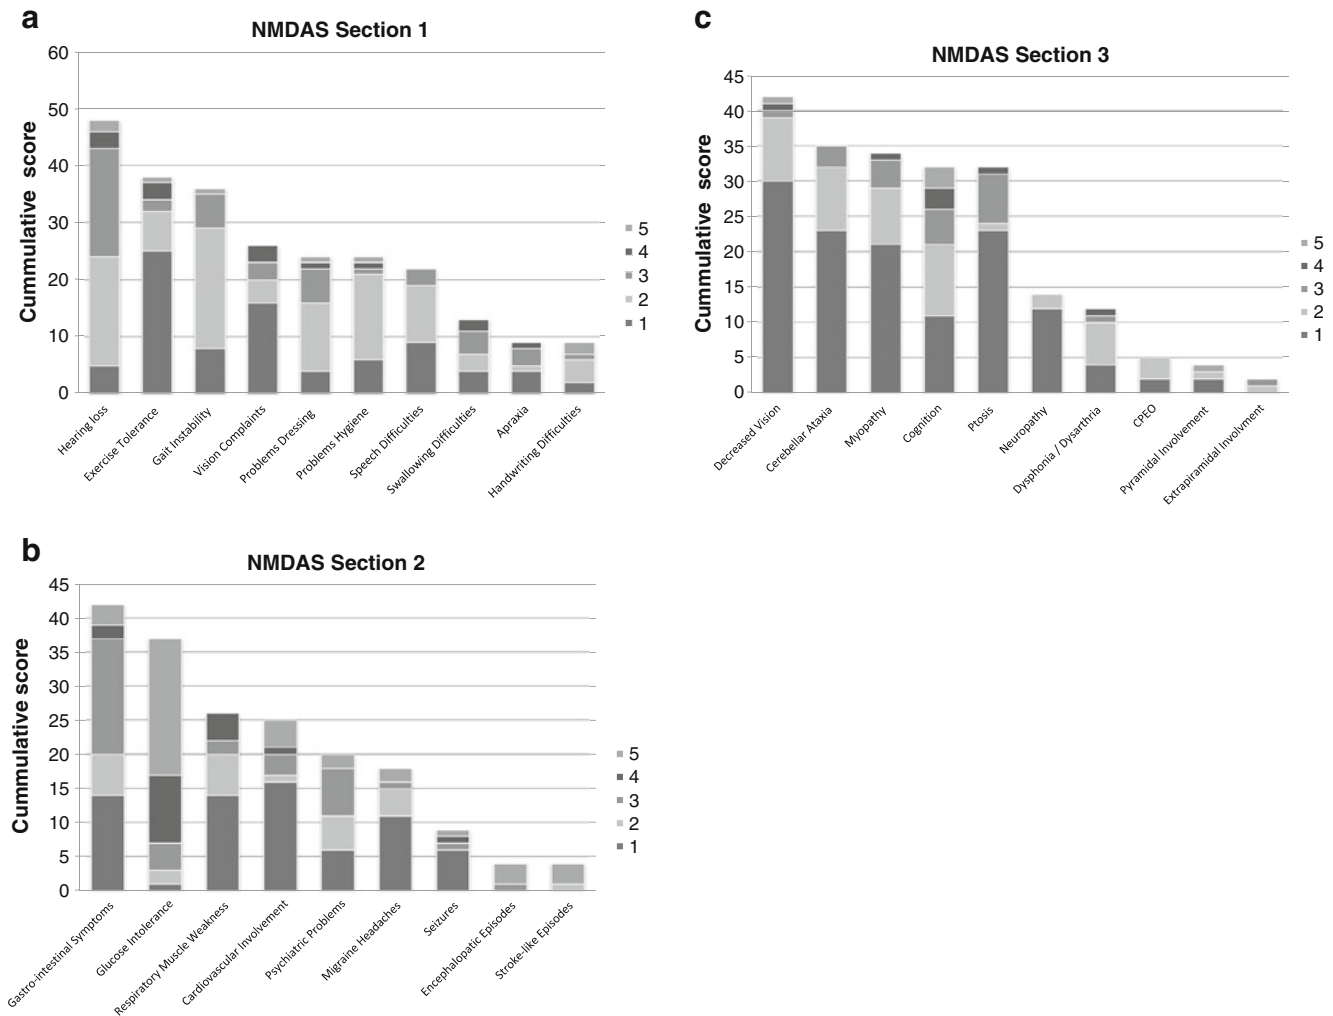 a
NMDAS Section 1
Cummulative score
60
50
40
30
20
10
0
Hearing loss
Exercise Tolerance
Gait Instability
Vision Complaints
Problems Dressing
Problems Hygiene
Speech Difficulties
Swallowing Difficulties
Apraxia
Handwriting Difficulties
5
4
3
2
1
b
NMDAS Section 2
Cummulative score
45
40
35
30
25
20
15
10
5
0
Gastro-intestinal Symptoms
Glucose Intolerance
Respiratory Muscle Weakness
Cardiovascular Involvement
Psychiatric Problems
Migraine Headaches
Seizures
Encephalopatic Episodes
Stroke-like Episodes
5
4
3
2
1
c
NMDAS Section 3
Cummulative score
45
40
35
30
25
20
15
10
5
0
Decreased Vision
Cerebellar Ataxia
Myopathy
Cognition
Ptosis
Neuropathy
Dysphonia / Dysarthria
CPEO
Pyramidal Involvement
Extrapiramidal Involvment
5
4
3
2
1